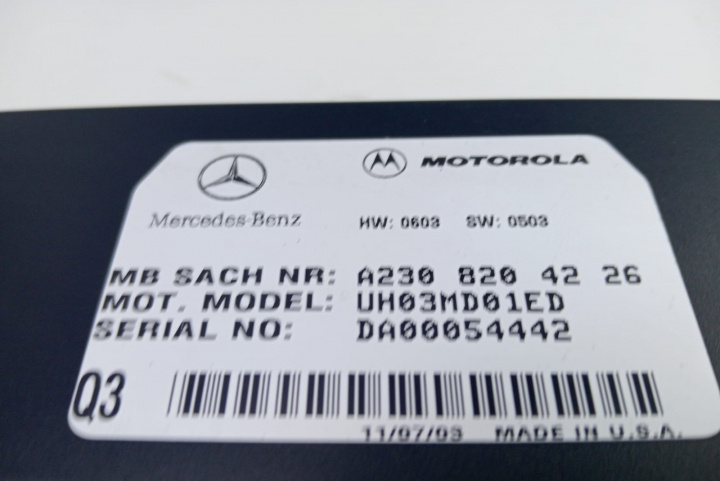 MOTOROLA
Mercedes-Benz
HW: 0603 SW: 0503
MB SACH NR: A230 820 42 26
MOT. MODEL: UH03MD01ED
SERIAL NO: DA00054442
Q3
11/07/03 MADE IN U.S.A.